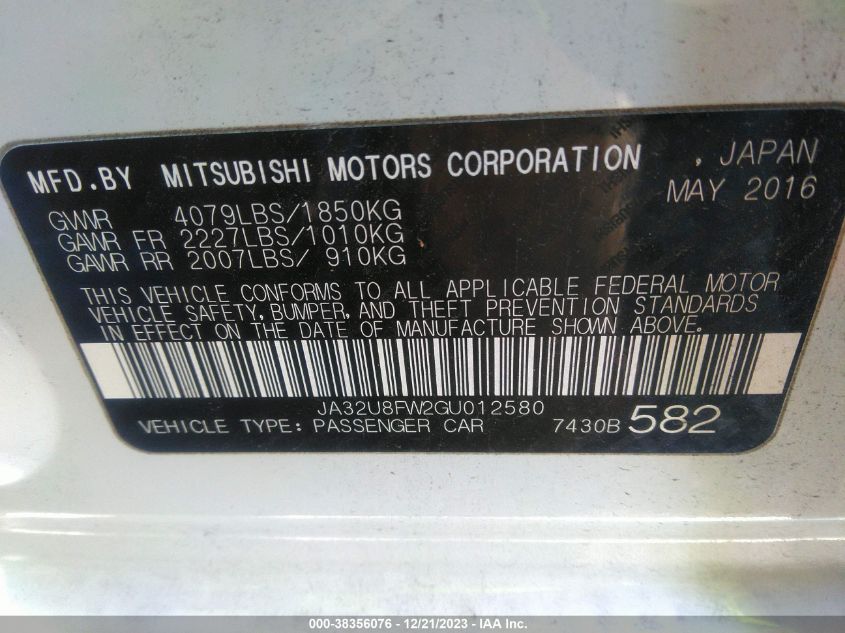 MFD.BY MITSUBISHI MOTORS CORPORATION , JAPAN
MAY 2016
GVWR 4079LBS/1850KG
GAWR FR 2227LBS/1010KG
GAWR RR 2007LBS/ 910KG
THIS VEHICLE CONFORMS TO ALL APPLICABLE FEDERAL MOTOR
VEHICLE SAFETY, BUMPER, AND THEFT PREVENTION STANDARDS
IN EFFECT ON THE DATE OF MANUFACTURE SHOWN ABOVE.
JA32U8FW2GU012580
VEHICLE TYPE: PASSENGER CAR 7430B 582
000-38356076 - 12/21/2023 - IAA Inc.